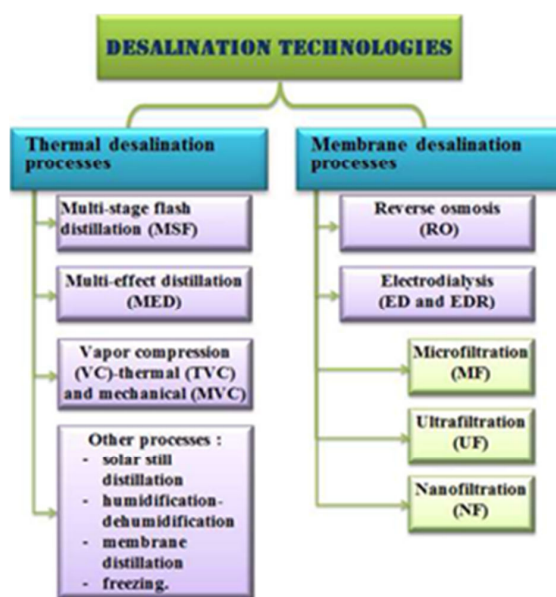 DESALINATION TECHNOLOGIES
Thermal desalination
processes
Multi-stage flash
distillation (MSF)
Multi-effect distillation
(MED)
Vapor compression
(VC)-thermal (TVC)
and mechanical (MVC)
Other processes :
- solar still
distillation
- humidification-
dehumidification
- membrane
distillation
- freezing.
Membrane desalination
processes
Reverse osmosis
(RO)
Electrodialysis
(ED and EDR)
Microfiltration
(MF)
Ultrafiltration
(UF)
Nanofiltration
(NF)